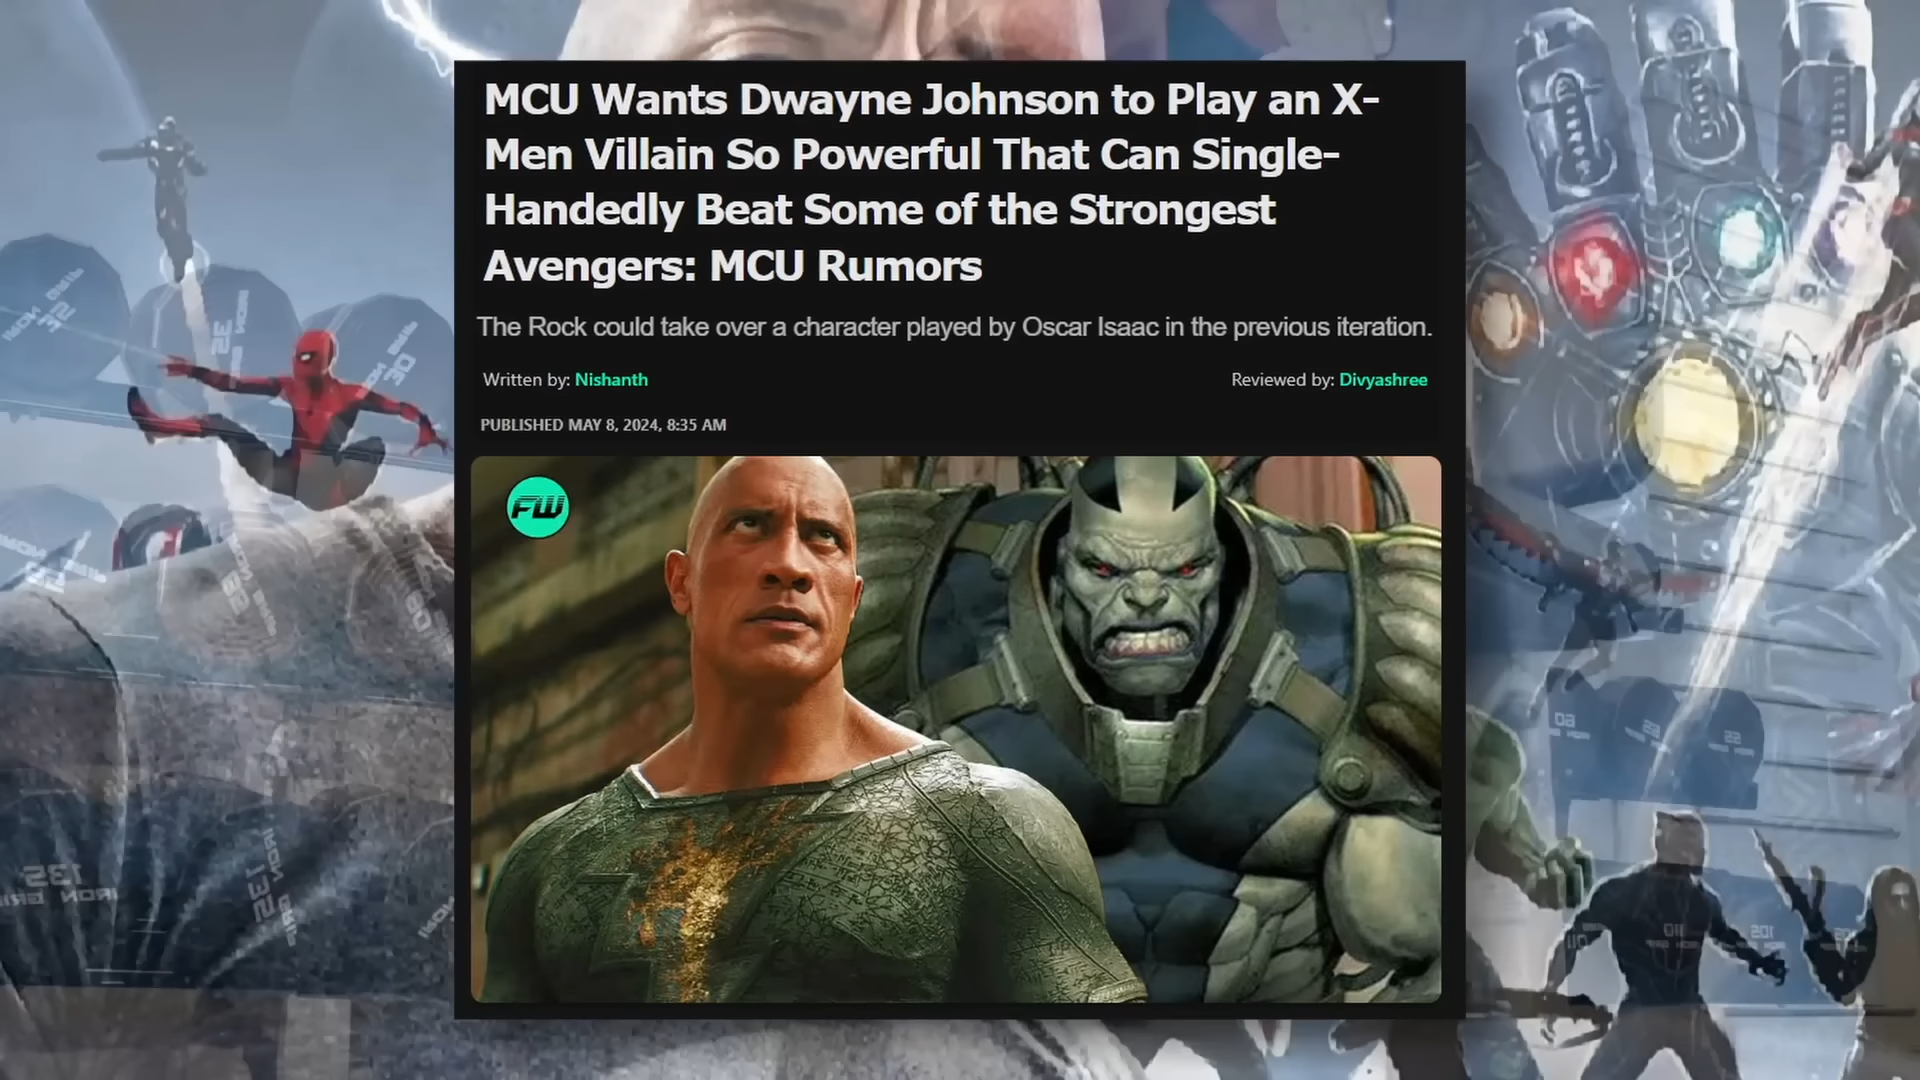 MCU Wants Dwayne Johnson to Play an X-
Men Villain So Powerful That Can Single-
Handedly Beat Some of the Strongest
Avengers: MCU Rumors
The Rock could take over a character played by Oscar Isaac in the previous iteration.
Written by: Nishanth
Reviewed by: Divyashree
PUBLISHED MAY 8, 2024, 8:35 AM
FW